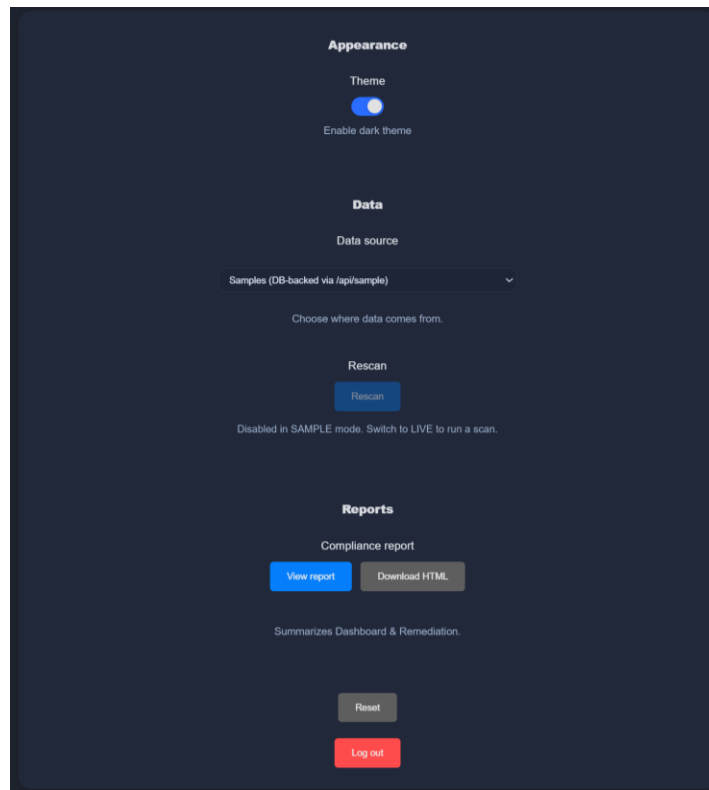 Appearance
Theme
Enable dark theme
Data
Data source
Samples (DB-backed via /api/sample)
Choose where data comes from.
Rescan
Rescan
Disabled in SAMPLE mode. Switch to LIVE to run a scan.
Reports
Compliance report
View report Download HTML
Summarizes Dashboard & Remediation.
Reset
Log out